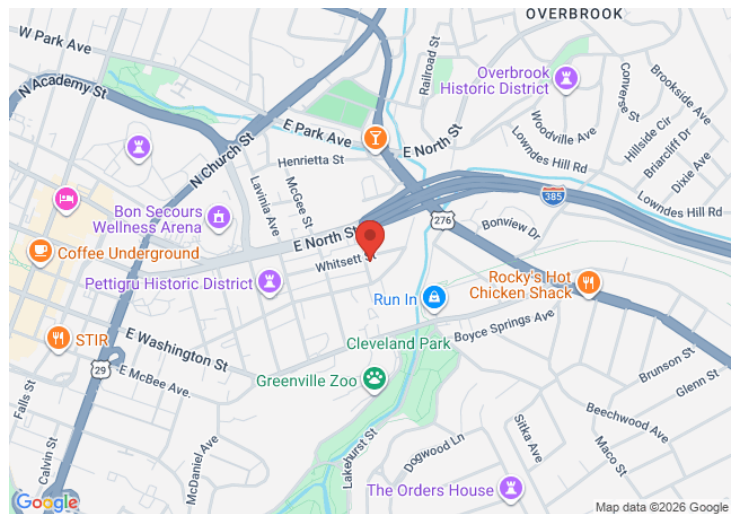 OVERBROOK
W Park Ave
N Academy St
Railroad St
Overbrook
Historic District
Converse St
Brookside Ave
E Park Ave
E North St
Woodville Ave
Hillside Cir
Briarcliff Dr
Dixie Ave
Henrietta St
Lowndes Hill Rd
N Church St
Lavinia Ave
McGee St
385
Lowndes Hill Rd
Bon Secours
Wellness Arena
276
Bonview Dr
E North St
Coffee Underground
Whitsett St
Pettigru Historic District
Rocky's Hot
Chicken Shack
Run In
E Washington St
STIR
Boyce Springs Ave
Cleveland Park
29
E McBee Ave.
Greenville Zoo
Brunson St
Glenn St
Falls St
Calvin St
McDaniel Ave
Lakehurst St
Dogwood Ln
Sitka Ave
Beechwood Ave
Maco St
The Orders House
Google
Map data ©2026 Google